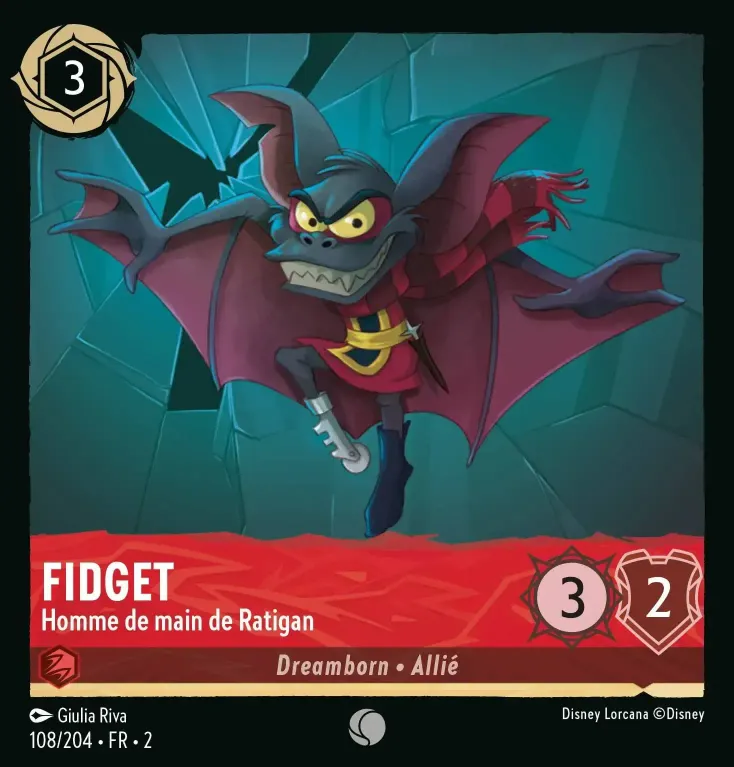 3
FIDGET
Homme de main de Ratigan
3
2
Dreamborn • Allié
Giulia Riva
Disney Lorcana ©Disney
108/204 • FR • 2